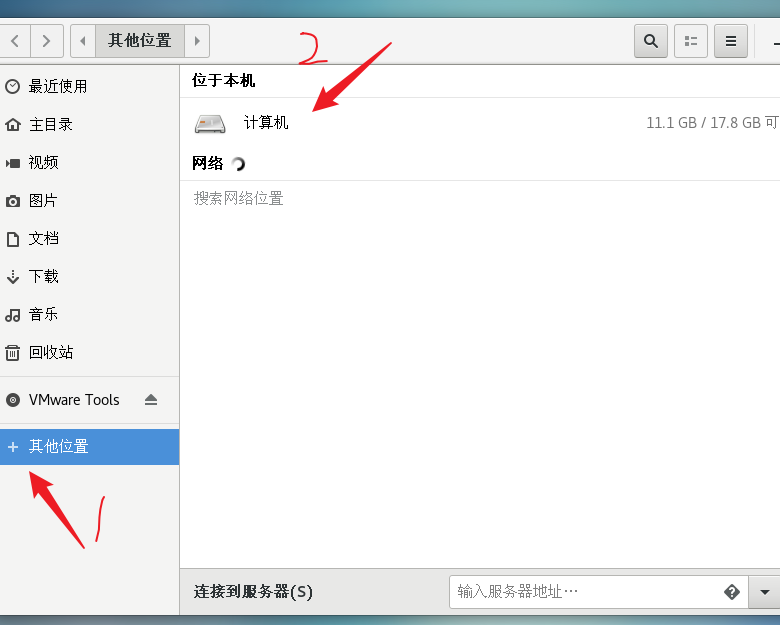 其他位置
2
最近使用
主目录
视频
图片
文档
下载
音乐
回收站
VMware Tools
其他位置
1
位于本机
计算机
11.1 GB / 17.8 GB 可
网络
搜索网络位置
连接到服务器(S)
输入服务器地址…